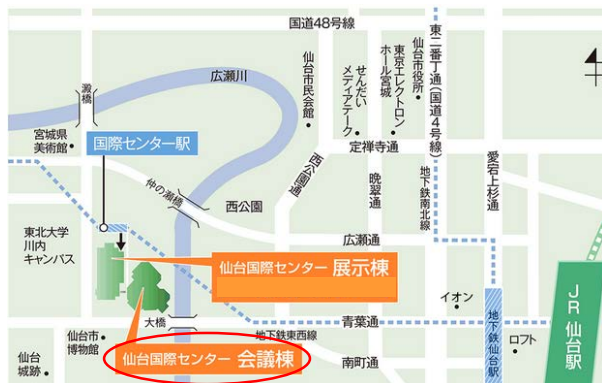 国道48号線
東二番丁通(国道4号線)
仙台市役所
東京エレクトロン
ホール宮城
せんだい
メディアテーク
仙台市民会館
広瀬川
澱橋
宮城県
美術館
国際センター駅
定禅寺通
西公園通
仲の瀬橋
西公園
晩翠通
地下鉄南北線
愛宕上杉通
東北大学
川内
キャンパス
広瀬通
仙台国際センター 展示棟
イオン
JR 仙台駅
大橋
青葉通
地下鉄仙台駅
仙台市
博物館
仙台国際センター 会議棟
地下鉄東西線
ロフト
仙台
城跡
南町通